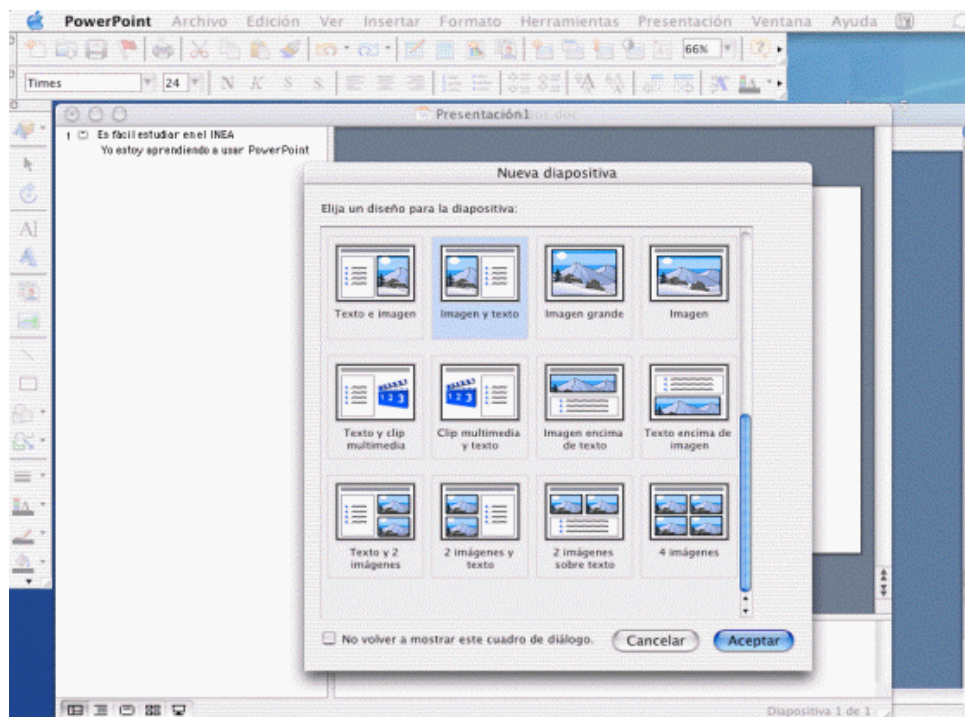 PowerPoint Archivo Edición Ver Insertar Formato Herramientas Presentación Ventana Ayuda
66%
Times 24 N K S S
Presentación1
1 Es fácil estudiar en el INEA
Yo estoy aprendiendo a usar PowerPoint
Nueva diapositiva
Elija un diseño para la diapositiva:
Texto e imagen
Imagen y texto
Imagen grande
Imagen
Texto y clip
multimedia
Clip multimedia
y texto
Imagen encima
de texto
Texto encima de
imagen
Texto y 2
imágenes
2 imágenes y
texto
2 imágenes
sobre texto
4 imágenes
No volver a mostrar este cuadro de diálogo.
Cancelar
Aceptar
Diapositiva 1 de 1